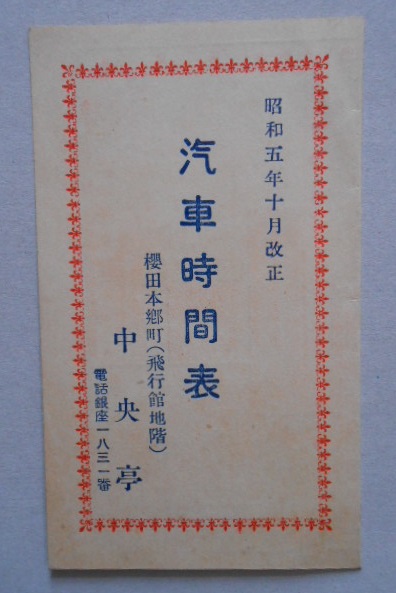 昭和五年十月改正
汽車時間表
櫻田本鄕町(飛行館地階)
中央亭
電話銀座一八三一番